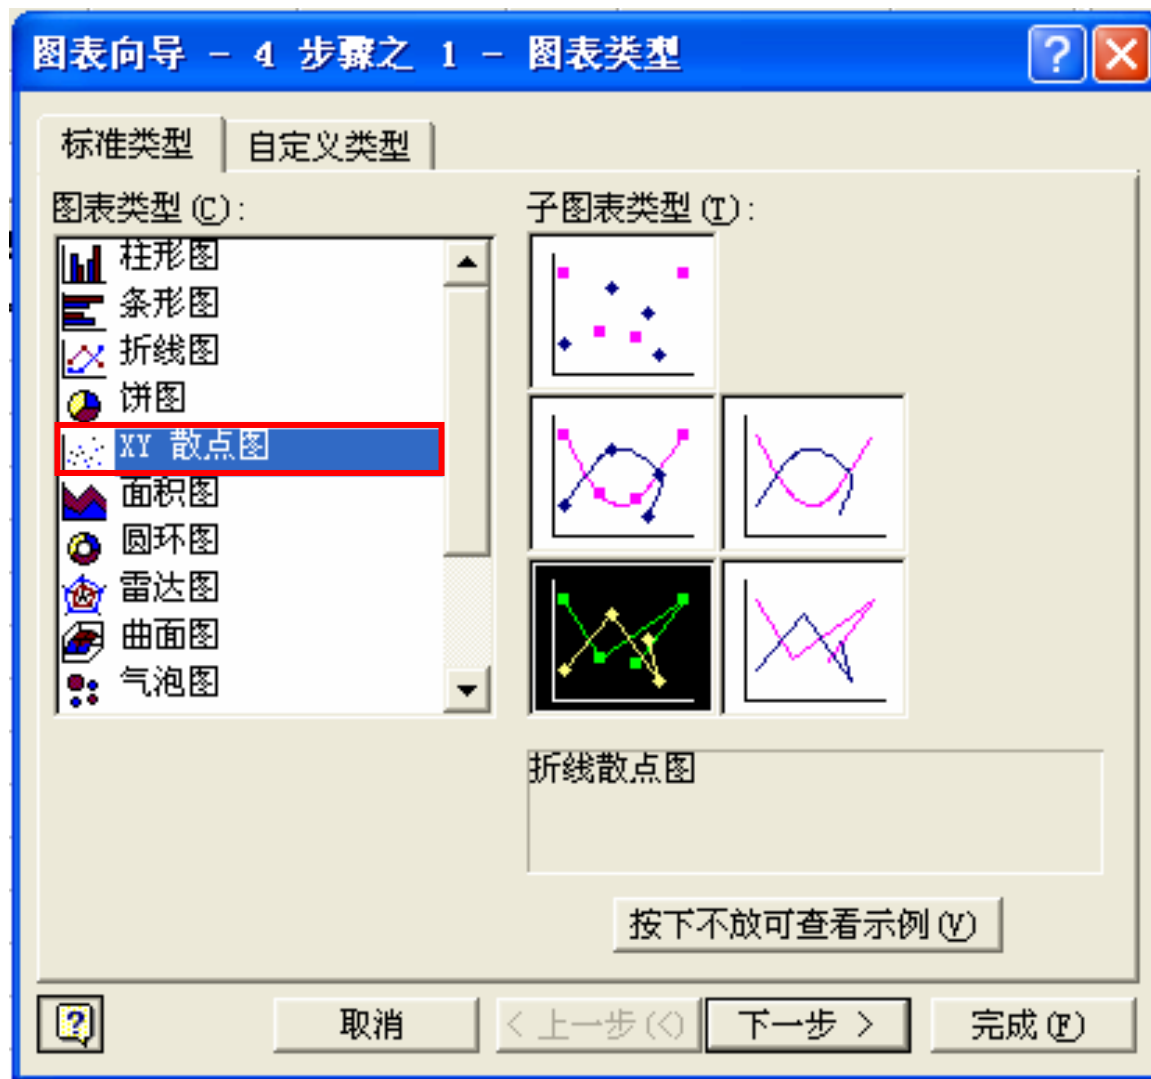 图表向导 - 4 步骤之 1 - 图表类型
标准类型 自定义类型
图表类型(C):
柱形图
条形图
折线图
饼图
XY 散点图
面积图
圆环图
雷达图
曲面图
气泡图
子图表类型(T):
折线散点图
按下不放可查看示例(V)
取消 < 上一步(<) 下一步 > 完成(F)